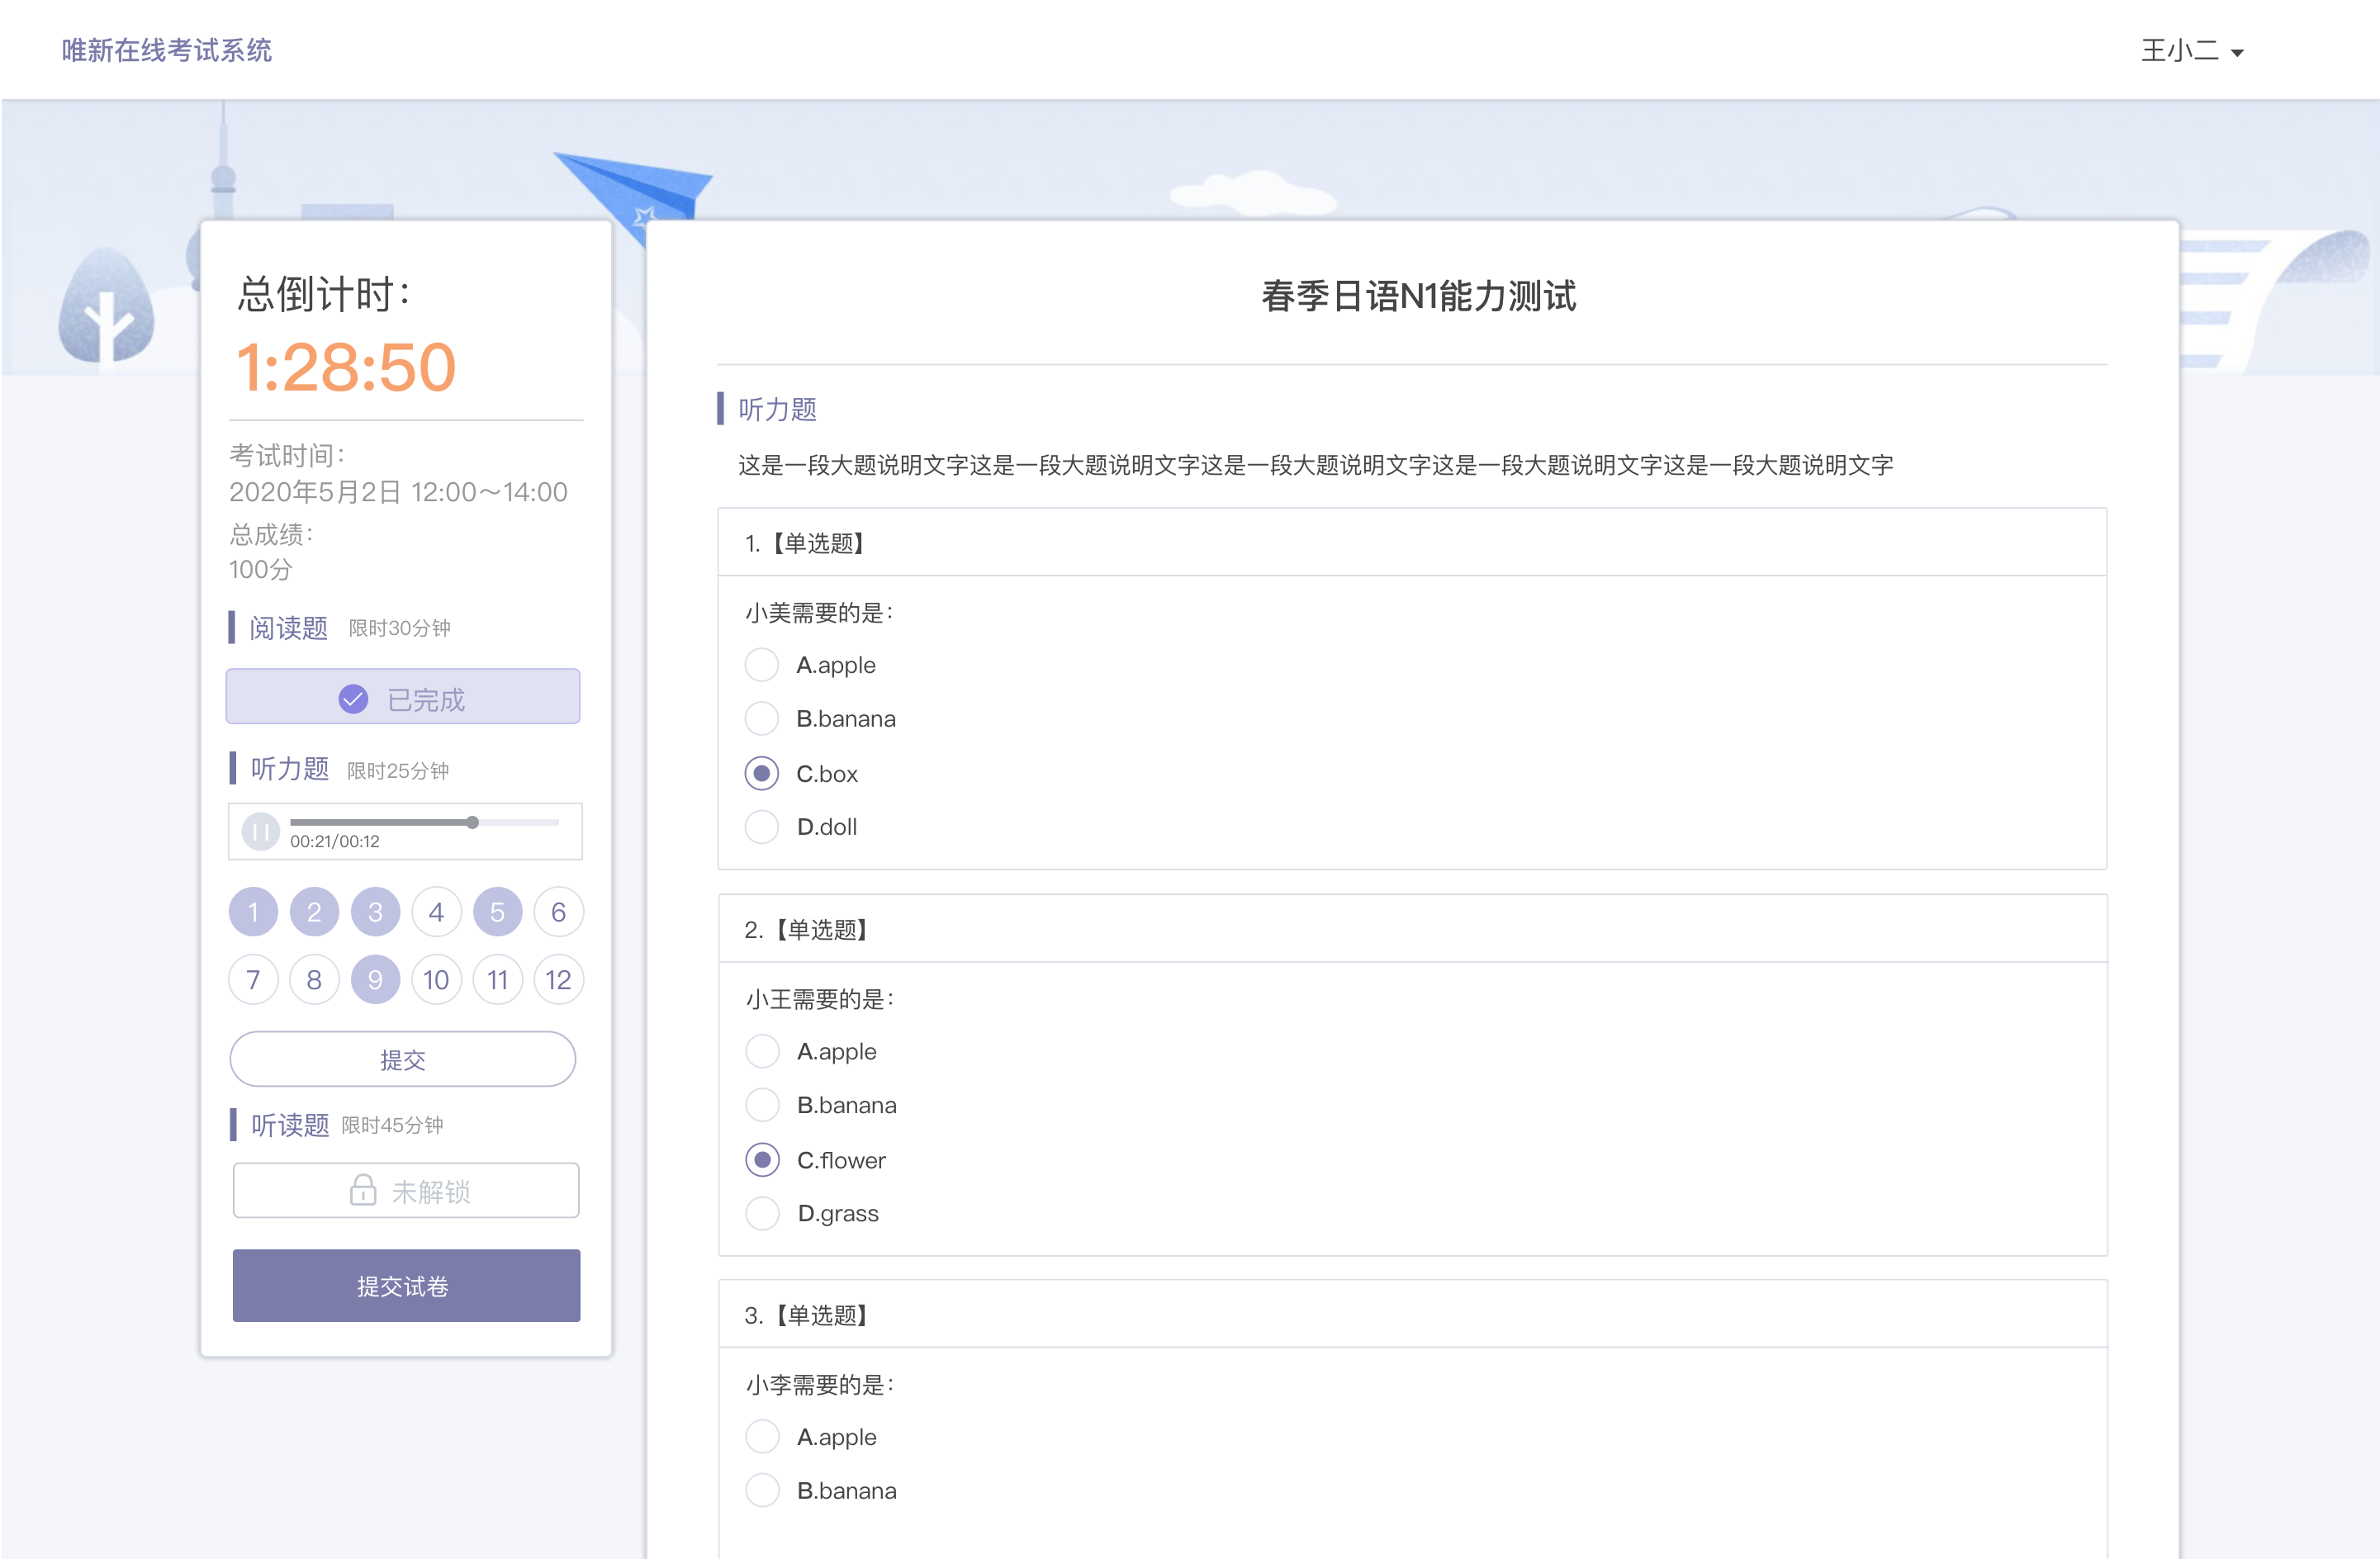 唯新在线考试系统
王小二
总倒计时：
1:28:50
考试时间：
2020年5月2日 12:00～14:00
总成绩：
100分
阅读题 限时30分钟
已完成
听力题 限时25分钟
00:21/00:12
1 2 3 4 5 6
7 8 9 10 11 12
提交
听读题 限时45分钟
未解锁
提交试卷
春季日语N1能力测试
听力题
这是一段大题说明文字这是一段大题说明文字这是一段大题说明文字这是一段大题说明文字这是一段大题说明文字
1.【单选题】
小美需要的是：
A.apple
B.banana
C.box
D.doll
2.【单选题】
小王需要的是：
A.apple
B.banana
C.flower
D.grass
3.【单选题】
小李需要的是：
A.apple
B.banana